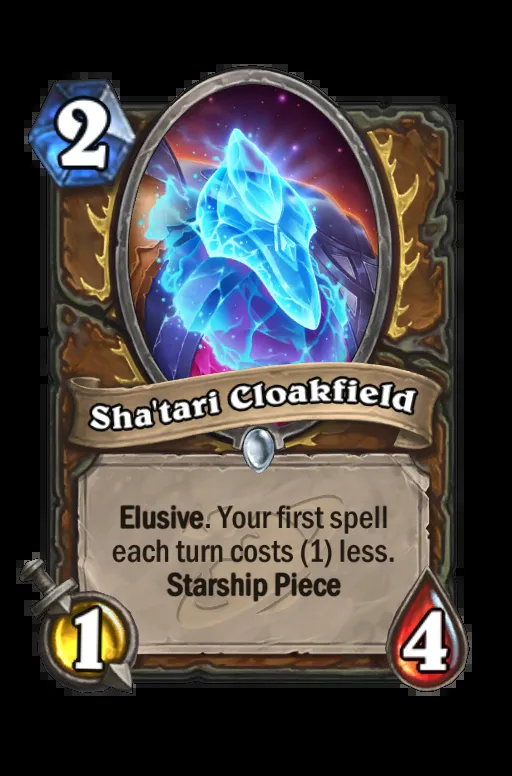 2
Sha'tari Cloakfield
Elusive. Your first spell
each turn costs (1) less.
Starship Piece
1
4